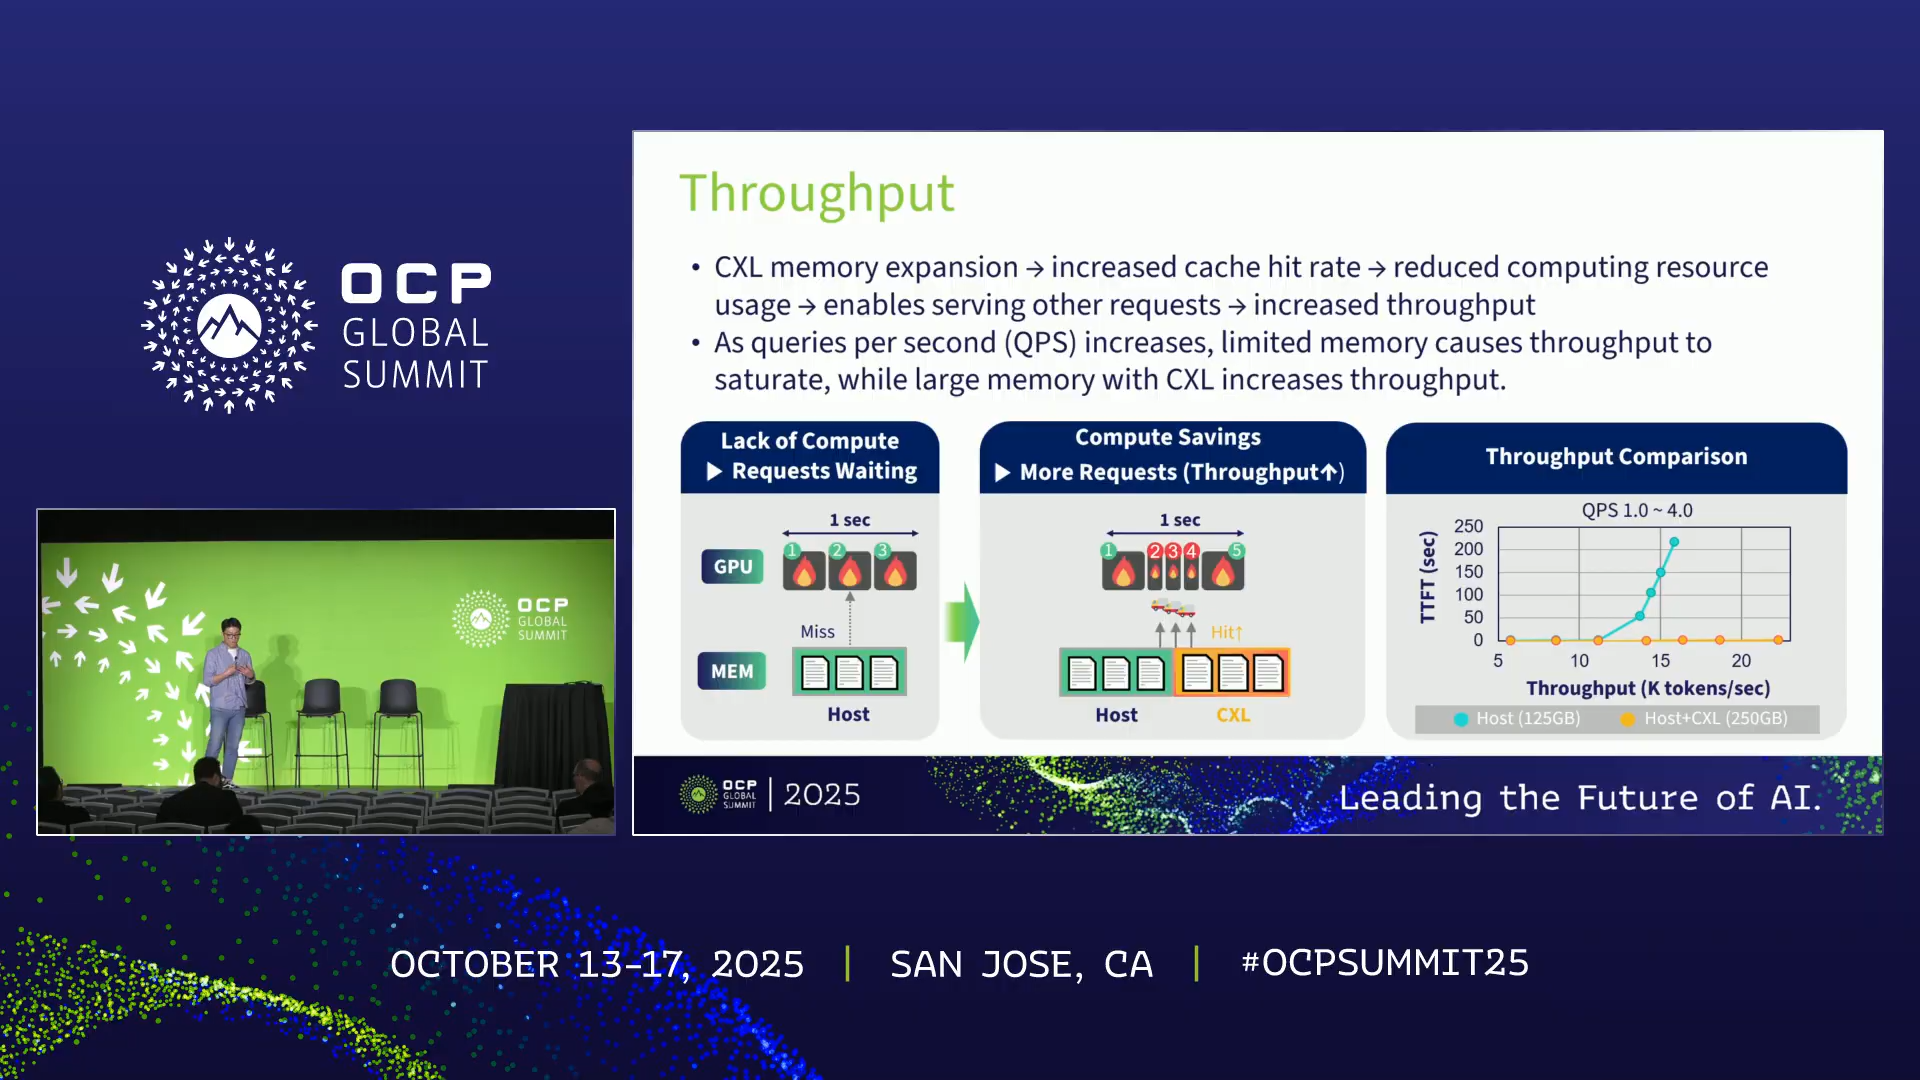 OCP
GLOBAL
SUMMIT
Throughput
• CXL memory expansion → increased cache hit rate → reduced computing resource
usage → enables serving other requests → increased throughput
• As queries per second (QPS) increases, limited memory causes throughput to
saturate, while large memory with CXL increases throughput.
Lack of Compute
▶ Requests Waiting
1 sec
1 2 3
GPU
Miss
MEM
Host
Compute Savings
▶ More Requests (Throughput↑)
1 sec
1 2 3 4 5
Hit↑
Host CXL
Throughput Comparison
QPS 1.0 ~ 4.0
TTFT (sec)
250
200
150
100
50
0
5 10 15 20
Throughput (K tokens/sec)
Host (125GB) Host+CXL (250GB)
OCP
GLOBAL
SUMMIT
OCP
GLOBAL
SUMMIT
2025
Leading the Future of AI.
OCTOBER 13-17, 2025 | SAN JOSE, CA | #OCPSUMMIT25